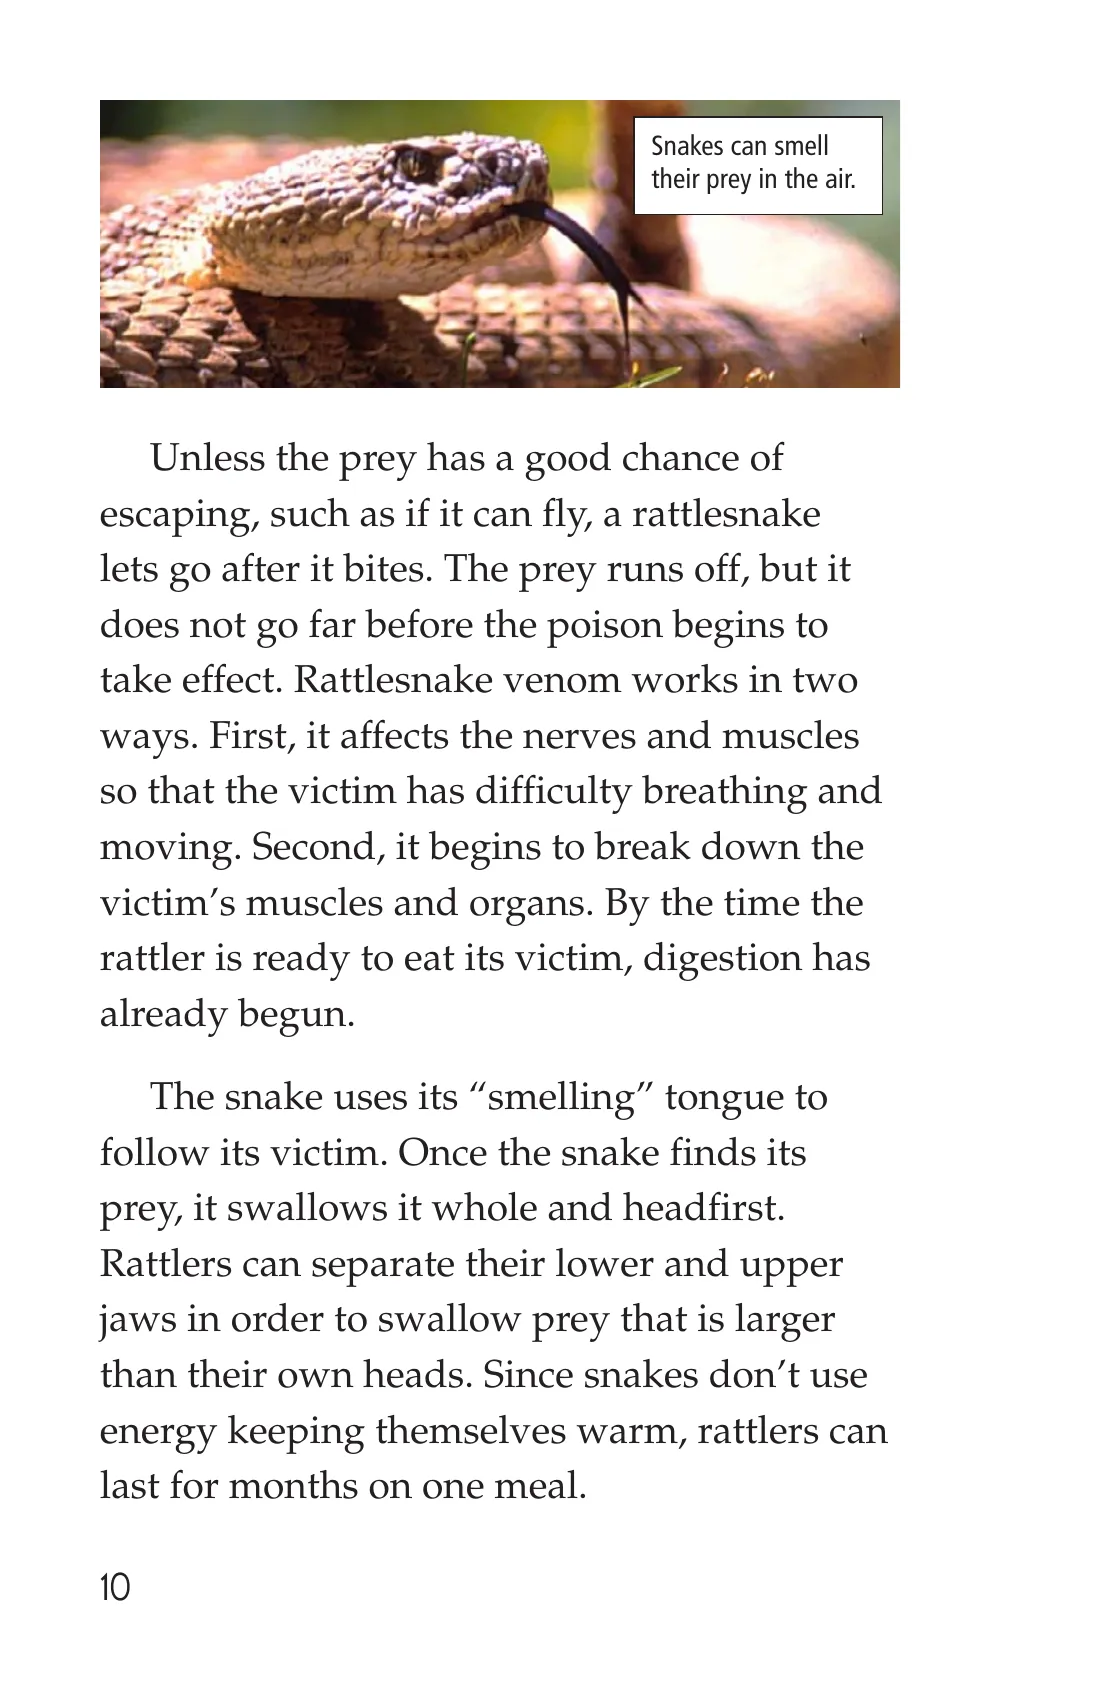 Snakes can smell
their prey in the air.
Unless the prey has a good chance of
escaping, such as if it can fly, a rattlesnake
lets go after it bites. The prey runs off, but it
does not go far before the poison begins to
take effect. Rattlesnake venom works in two
ways. First, it affects the nerves and muscles
so that the victim has difficulty breathing and
moving. Second, it begins to break down the
victim’s muscles and organs. By the time the
rattler is ready to eat its victim, digestion has
already begun.
The snake uses its “smelling” tongue to
follow its victim. Once the snake finds its
prey, it swallows it whole and headfirst.
Rattlers can separate their lower and upper
jaws in order to swallow prey that is larger
than their own heads. Since snakes don’t use
energy keeping themselves warm, rattlers can
last for months on one meal.
10